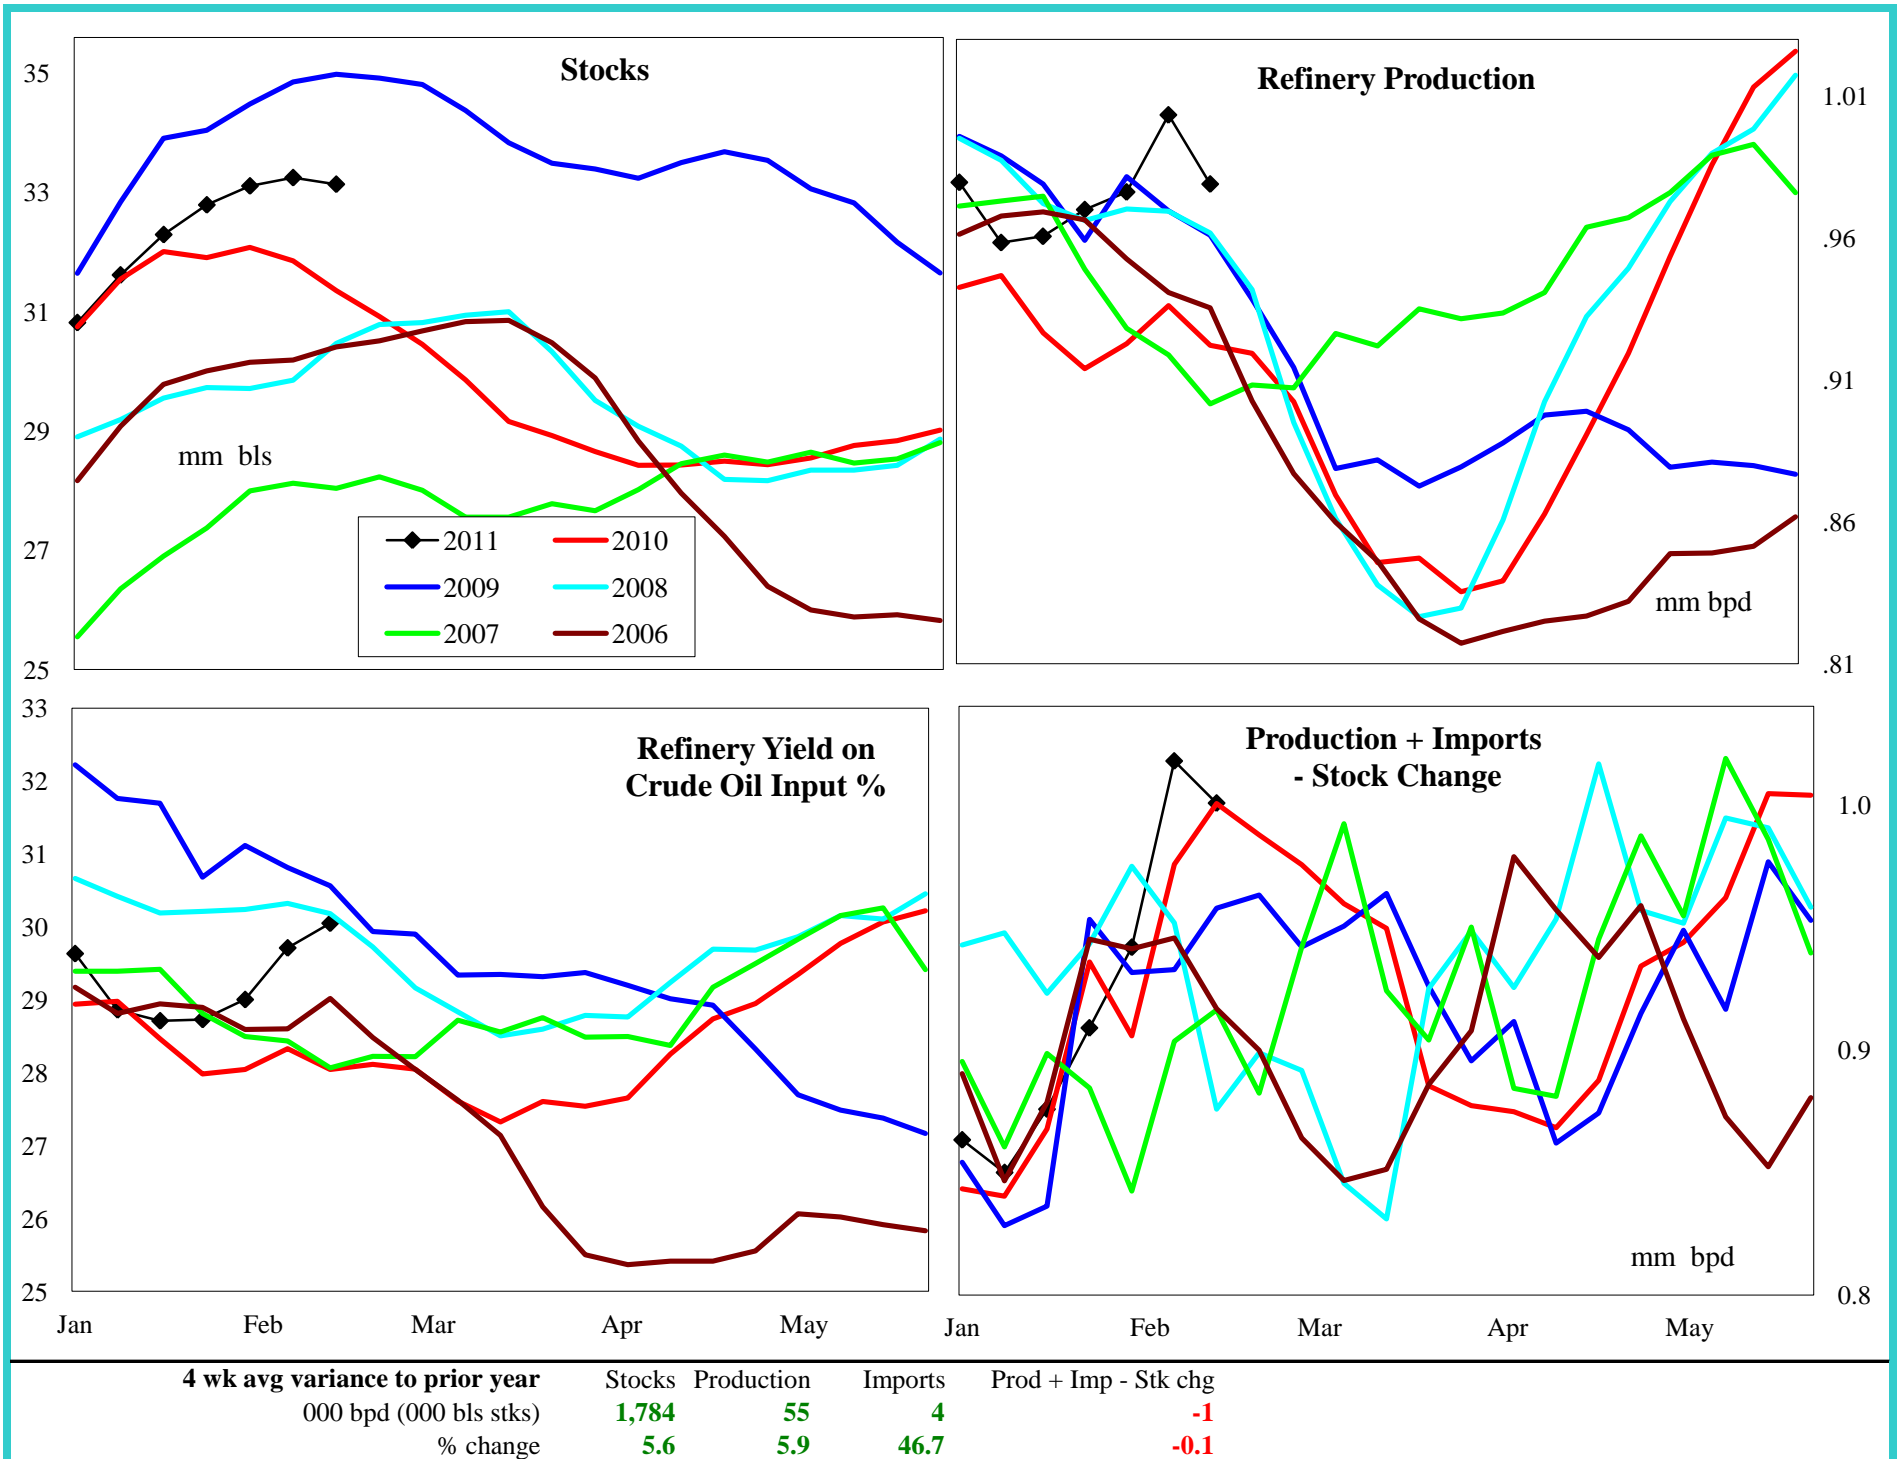 Stocks
35
33
31
29
27
25
mm bls
2011 2010
2009 2008
2007 2006
Refinery Production
1.01
.96
.91
.86
.81
mm bpd
Refinery Yield on
Crude Oil Input %
33
32
31
30
29
28
27
26
25
Jan Feb Mar Apr May
Production + Imports
- Stock Change
1.0
0.9
0.8
mm bpd
Jan Feb Mar Apr May
4 wk avg variance to prior year Stocks Production Imports Prod + Imp - Stk chg
000 bpd (000 bls stks) 1,784 55 4 -1
% change 5.6 5.9 46.7 -0.1